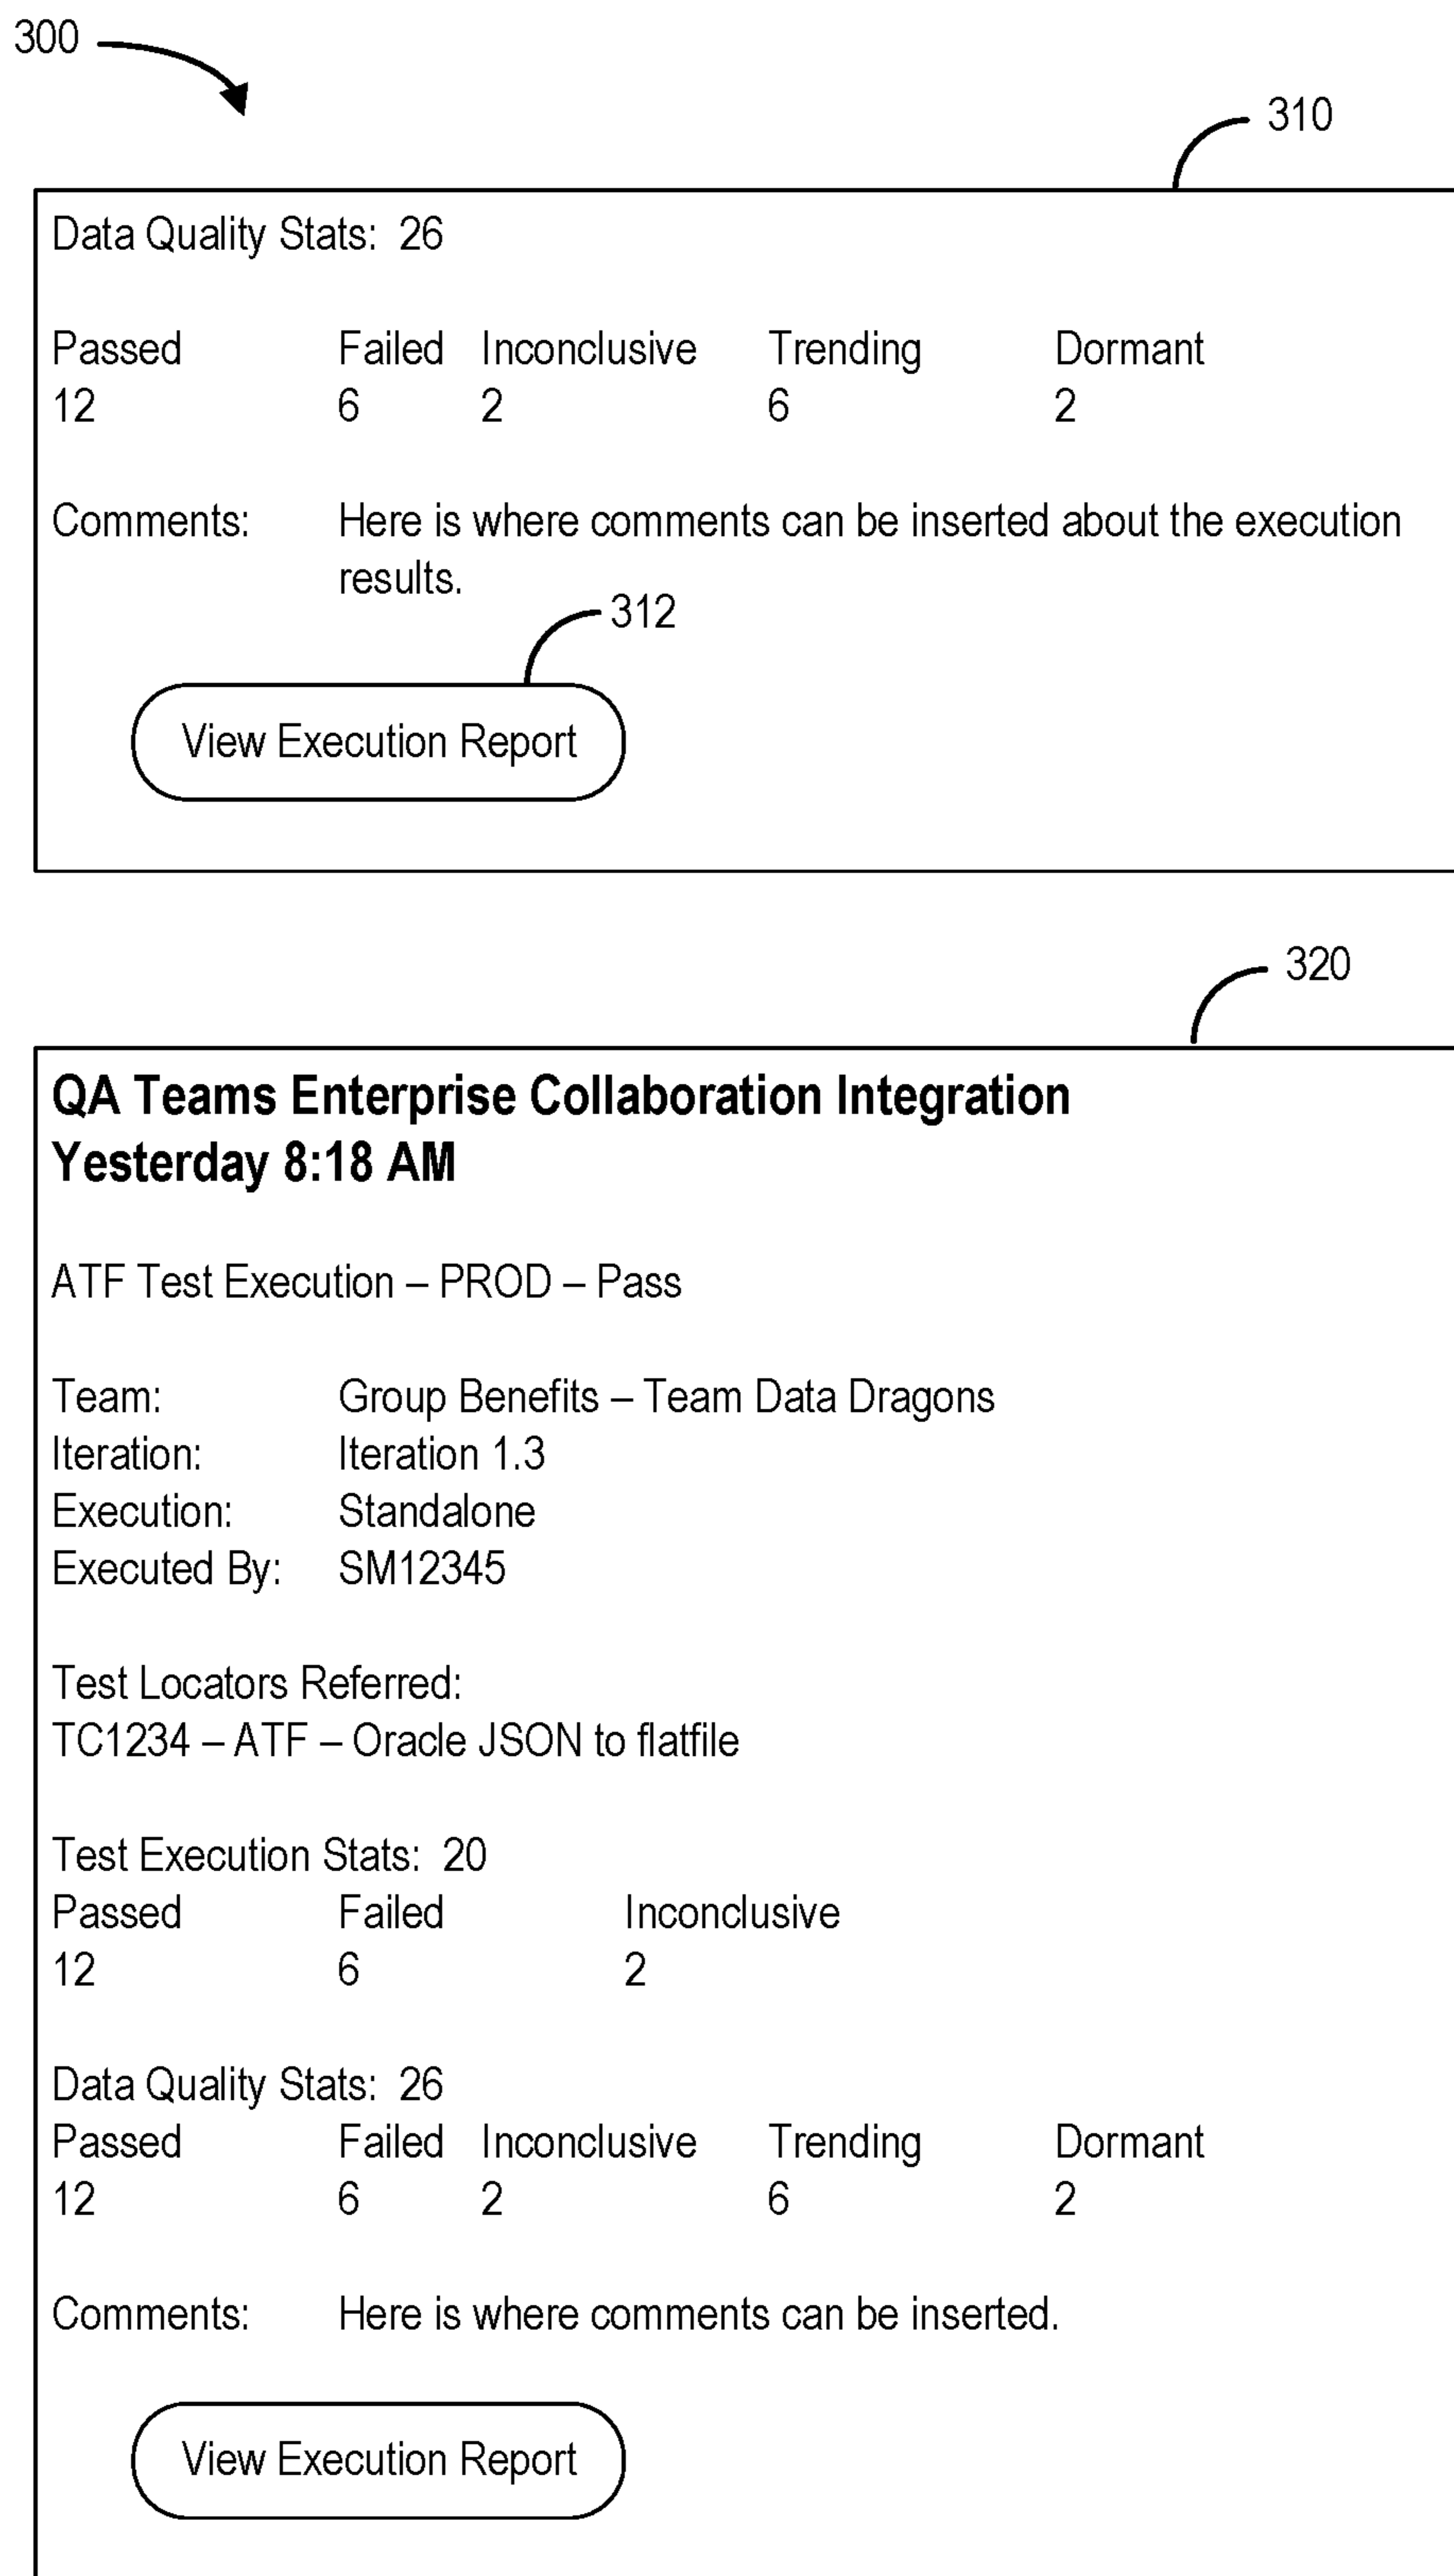 300
310
Data Quality Stats: 26
Passed Failed Inconclusive Trending Dormant
12 6 2 6 2
Comments: Here is where comments can be inserted about the execution
results.
312
View Execution Report
320
QA Teams Enterprise Collaboration Integration
Yesterday 8:18 AM
ATF Test Execution – PROD – Pass
Team: Group Benefits – Team Data Dragons
Iteration: Iteration 1.3
Execution: Standalone
Executed By: SM12345
Test Locators Referred:
TC1234 – ATF – Oracle JSON to flatfile
Test Execution Stats: 20
Passed Failed Inconclusive
12 6 2
Data Quality Stats: 26
Passed Failed Inconclusive Trending Dormant
12 6 2 6 2
Comments: Here is where comments can be inserted.
View Execution Report